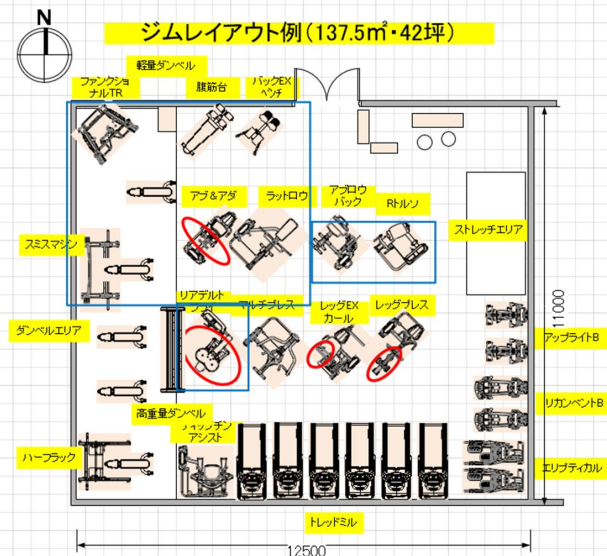 N
ジムレイアウト例(137.5㎡・42坪)
軽量ダンベル
ファンクショ
ナルTR
腹筋台
バックEX
ベンチ
アブ&アダ
ラットロウ
アブロウ
バック
Rトルソ
ストレッチエリア
スミスマシン
リアデルト
マルチプレス
レッグEX
カール
レッグプレス
11000
ダンベルエリア
アップライトB
高重量ダンベル
リカンベントB
ディップチン
アシスト
ハーフラック
エリプティカル
トレッドミル
12500